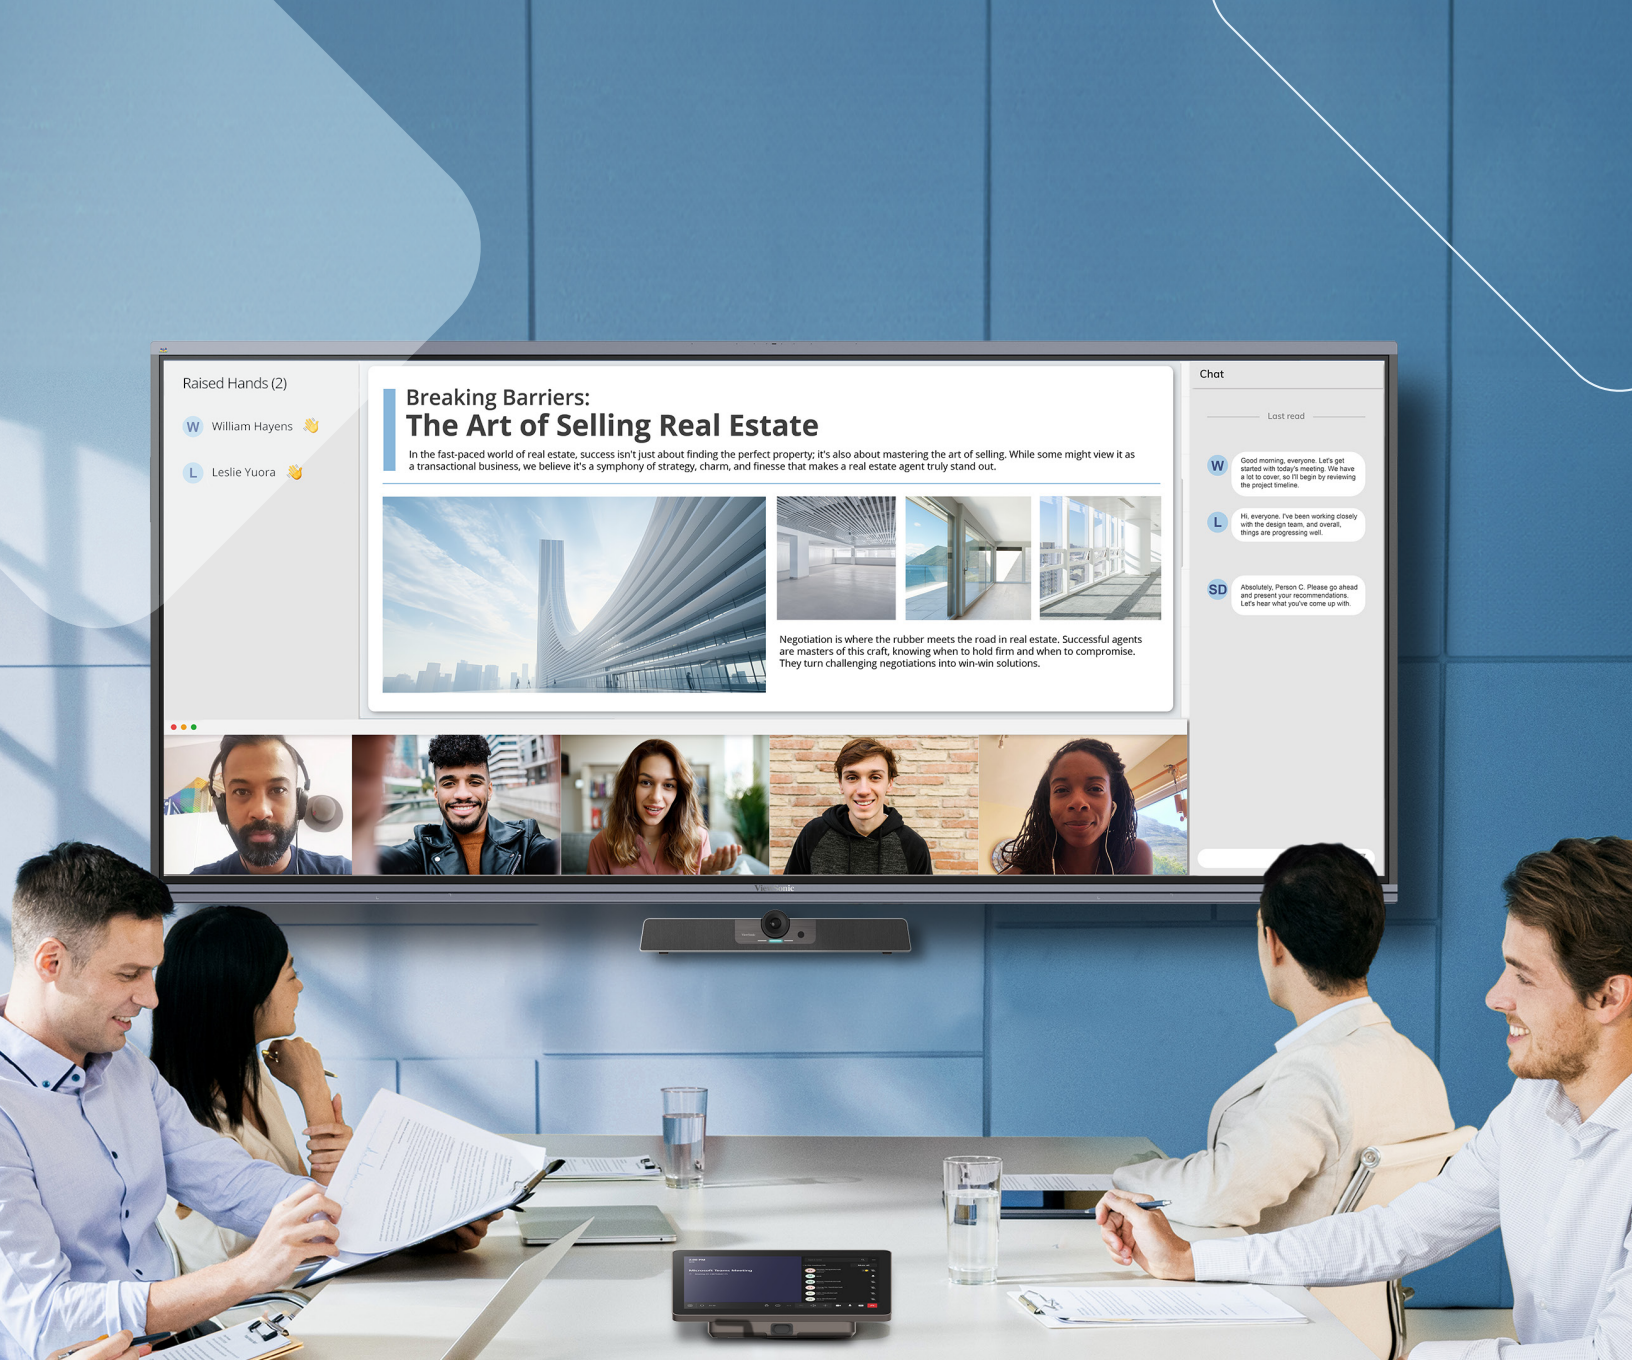 Raised Hands (2)
W William Hayens
L Leslie Yuora
Breaking Barriers:
The Art of Selling Real Estate
In the fast-paced world of real estate, success isn't just about finding the perfect property; it's also about mastering the art of selling. While some might view it as
a transactional business, we believe it's a symphony of strategy, charm, and finesse that makes a real estate agent truly stand out.
Negotiation is where the rubber meets the road in real estate. Successful agents
are masters of this craft, knowing when to hold firm and when to compromise.
They turn challenging negotiations into win-win solutions.
Chat
Last read
W
Good morning, everyone. Let's get
started with today's meeting. We have
a lot to cover, so I'll begin by reviewing
the project timeline.
L
Hi, everyone. I've been working closely
with the design team, and overall,
things are progressing well.
SD
Absolutely, Person C. Please go ahead
and present your recommendations.
Let's hear what you've come up with.
ViewSonic
Microsoft Teams Meeting